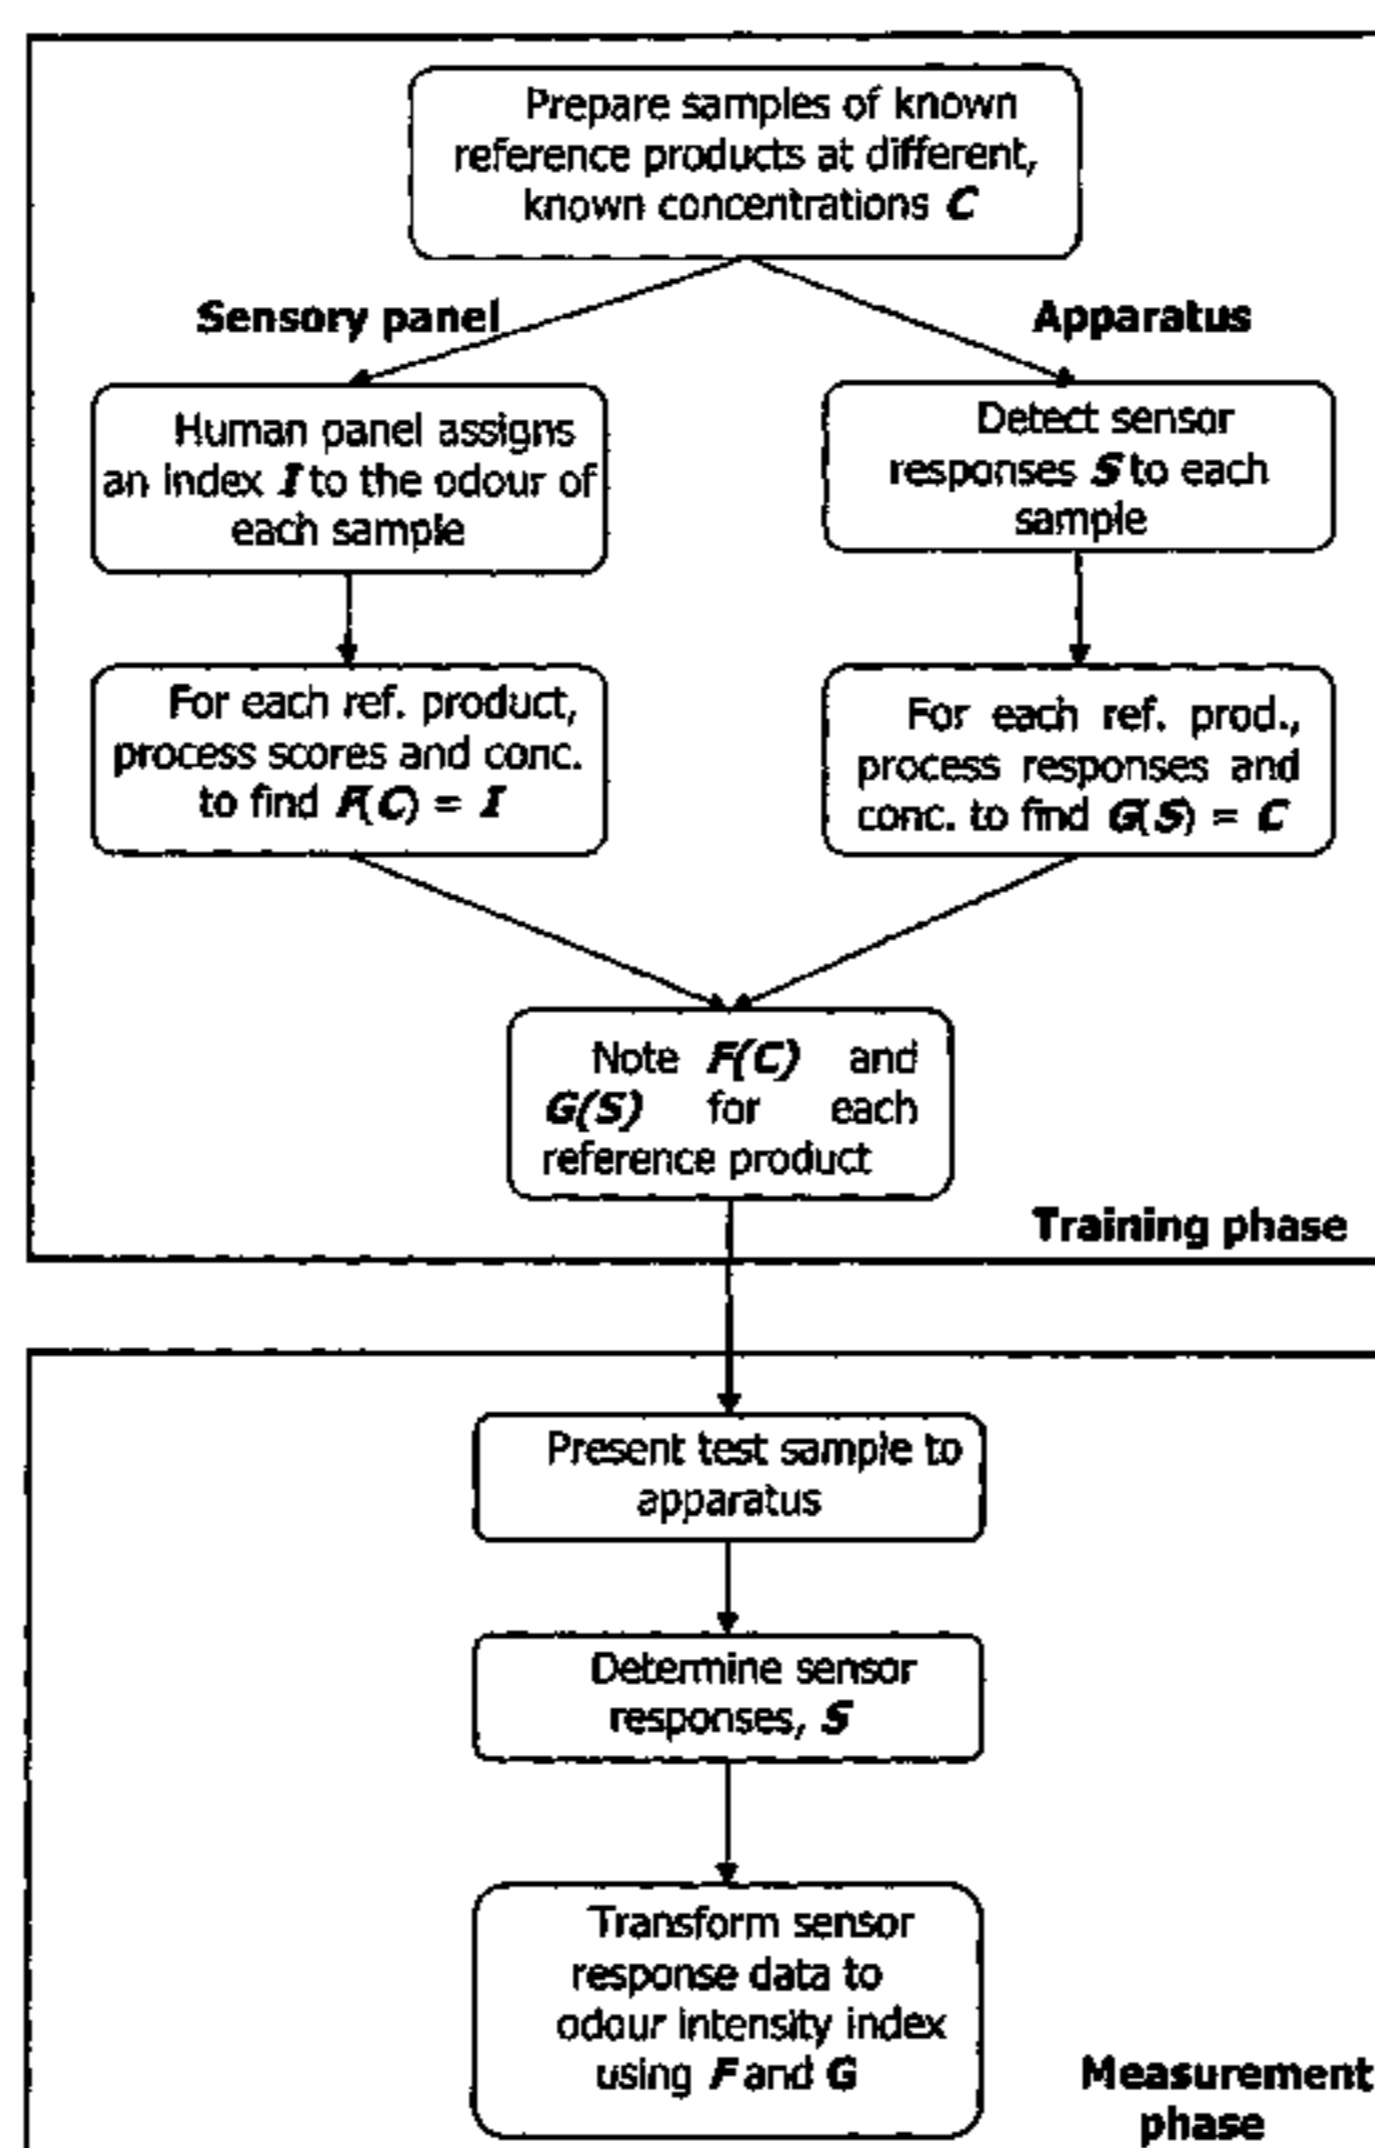 Prepare samples of known
reference products at different,
known concentrations C
Sensory panel
Apparatus
Human panel assigns
an index I to the odour of
each sample
Detect sensor
responses S to each
sample
For each ref. product,
process scores and conc.
to find F(C) = I
For each ref. prod.,
process responses and
conc. to find G(S) = C
Note F(C) and
G(S) for each
reference product
Training phase
Present test sample to
apparatus
Determine sensor
responses, S
Transform sensor
response data to
odour intensity index
using F and G
Measurement
phase